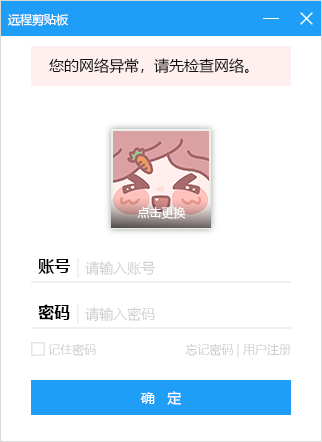 远程剪贴板
您的网络异常，请先检查网络。
点击更换
账号 请输入账号
密码 请输入密码
记住密码 忘记密码 | 用户注册
确 定